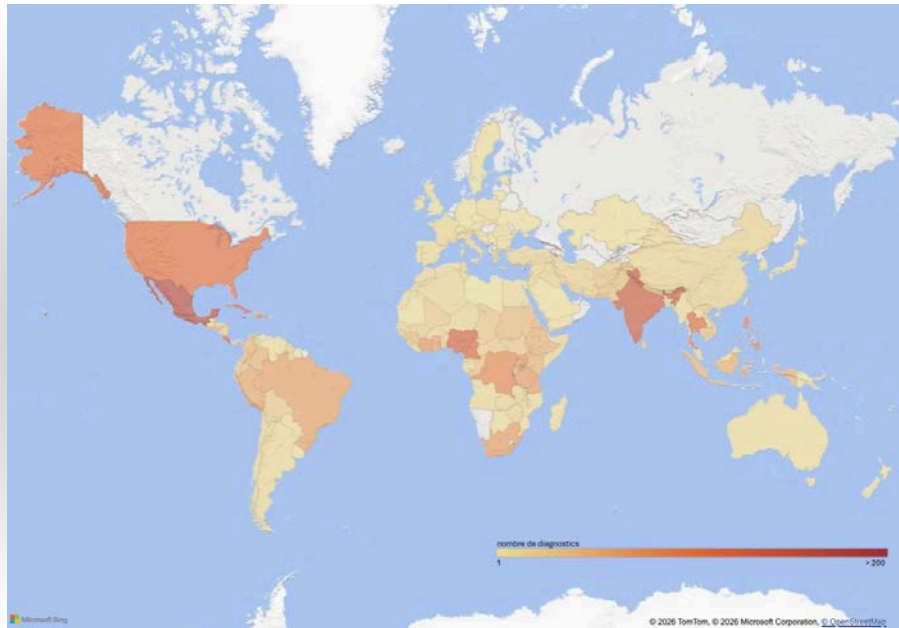 nombre de diagnostics
1
> 200
Microsoft Bing
© 2026 TomTom, © 2026 Microsoft Corporation, © OpenStreetMap